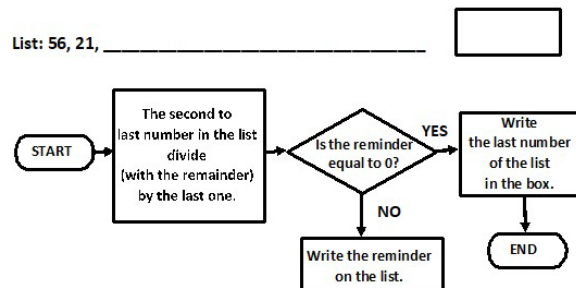 List: 56, 21, ________________________________
START
The second to
last number in the list
divide
(with the remainder)
by the last one.
Is the reminder
equal to 0?
YES
Write
the last number
of the list
in the box.
NO
END
Write the reminder
on the list.